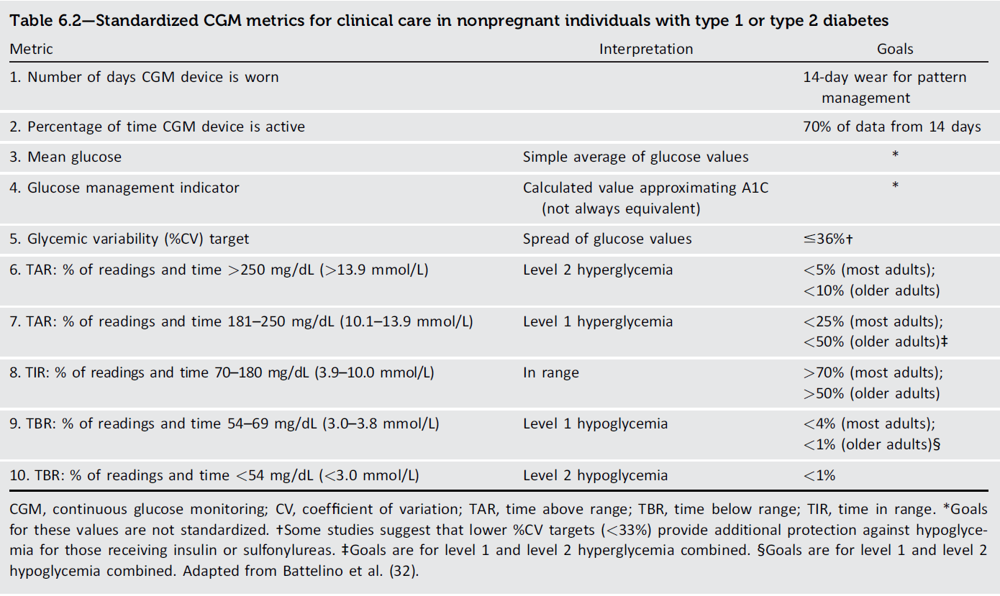 Table 6.2—Standardized CGM metrics for clinical care in nonpregnant individuals with type 1 or type 2 diabetes
Metric Interpretation Goals
1. Number of days CGM device is worn 14-day wear for pattern
management
2. Percentage of time CGM device is active 70% of data from 14 days
3. Mean glucose Simple average of glucose values *
4. Glucose management indicator Calculated value approximating A1C *
(not always equivalent)
5. Glycemic variability (%CV) target Spread of glucose values ≦36%†
6. TAR: % of readings and time >250 mg/dL (>13.9 mmol/L) Level 2 hyperglycemia <5% (most adults);
<10% (older adults)
7. TAR: % of readings and time 181–250 mg/dL (10.1–13.9 mmol/L) Level 1 hyperglycemia <25% (most adults);
<50% (older adults)‡
8. TIR: % of readings and time 70–180 mg/dL (3.9–10.0 mmol/L) In range >70% (most adults);
>50% (older adults)
9. TBR: % of readings and time 54–69 mg/dL (3.0–3.8 mmol/L) Level 1 hypoglycemia <4% (most adults);
<1% (older adults)§
10. TBR: % of readings and time <54 mg/dL (<3.0 mmol/L) Level 2 hypoglycemia <1%
CGM, continuous glucose monitoring; CV, coefficient of variation; TAR, time above range; TBR, time below range; TIR, time in range. *Goals
for these values are not standardized. †Some studies suggest that lower %CV targets (<33%) provide additional protection against hypoglyce-
mia for those receiving insulin or sulfonylureas. ‡Goals are for level 1 and level 2 hyperglycemia combined. §Goals are for level 1 and level 2
hypoglycemia combined. Adapted from Battelino et al. (32).